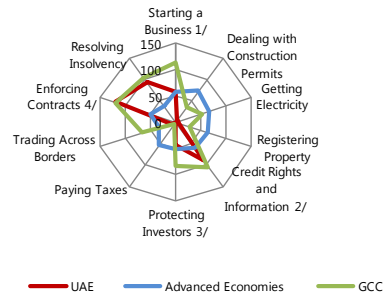 Starting a
Business 1/
Dealing with
Construction
Permits
Getting
Electricity
Registering
Property
Credit Rights
and
Information 2/
Protecting
Investors 3/
Paying Taxes
Trading Across
Borders
Enforcing
Contracts 4/
Resolving
Insolvency
150
100
50
0
UAE
Advanced Economies
GCC